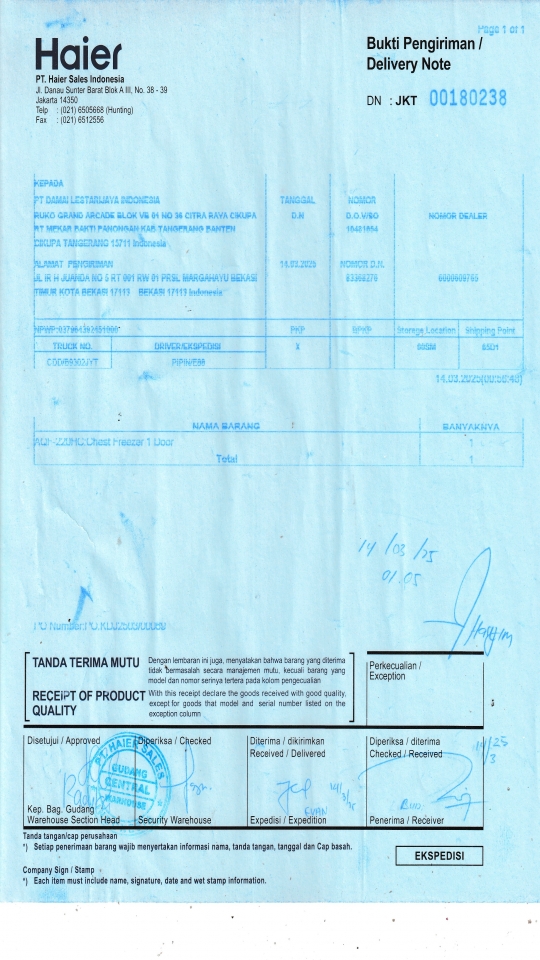 Page 1 of 1
Haier
PT. Haier Sales Indonesia
Jl. Danau Sunter Barat Blok A III, No. 38 - 39
Jakarta 14350
Telp : (021) 6505668 (Hunting)
Fax : (021) 6512556
Bukti Pengiriman /
Delivery Note
DN : JKT 00180238
KEPADA
PT DAMAI LESTARIJAYA INDONESIA TANGGAL NOMOR
RUKO GRAND ARCADE BLOK VB 01 NO 36 CITRA RAYA CIKUPA D.N D.O.V/SO NOMOR DEALER
RT MEKAR BAKTI PANONGAN KAB TANGERANG BANTEN
CIKUPA TANGERANG 15711 Indonesia
ALAMAT PENGIRIMAN 14.03.2025 NOMOR D.N.
JL IR H JUANDA NO 5 RT 001 RW 01 PRSL MARGAHAYU BEKASI 83369276
TIMUR KOTA BEKASI 17113 BEKASI 17113 Indonesia
PKP NPKP Storage Location Shipping Point
TRUCK NO. DRIVER/EKSPEDISI X
14.03.2025
NAMA BARANG BANYAKNYA
Chest Freezer 1 Door 1
Total 1
14/03/25
01.05
PO Number:
TANDA TERIMA MUTU
Dengan lembaran ini juga, menyatakan bahwa barang yang diterima
tidak bermasalah secara manajemen mutu, kecuali barang yang
model dan nomor serinya tertera pada kolom pengecualian
RECEIPT OF PRODUCT
QUALITY
With this receipt declare the goods received with good quality,
except for goods that model and serial number listed on the
exception column
Perkecualian /
Exception
Disetujui / Approved
Diperiksa / Checked
Diterima / dikirimkan
Received / Delivered
Diperiksa / diterima
Checked / Received
PT. HAIER SALES
GUDANG
CENTRAL
WAREHOUSE
Kep. Bag. Gudang
Warehouse Section Head
Security Warehouse
Expedisi / Expedition
Penerima / Receiver
Tanda tangan/cap perusahaan
*) Setiap penerimaan barang wajib menyertakan informasi nama, tanda tangan, tanggal dan Cap basah.
EKSPEDISI
Company Sign / Stamp
*) Each item must include name, signature, date and wet stamp information.